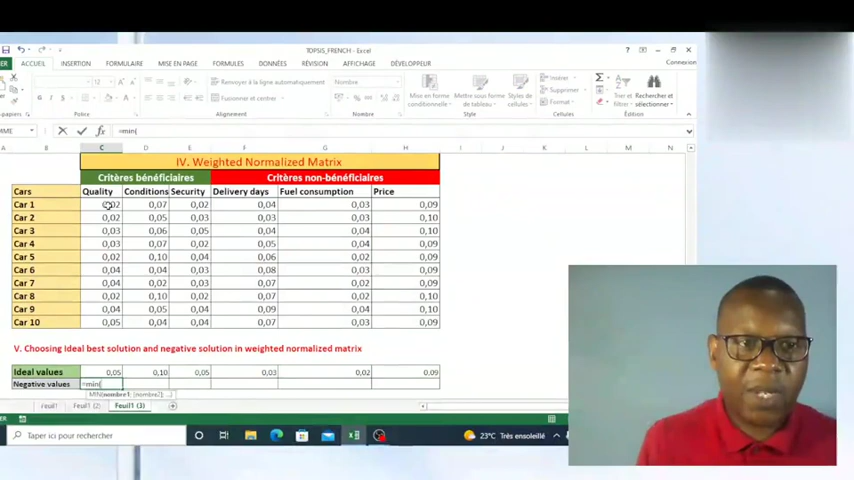 TOPSIS_FRENCH - Excel
ACCUEIL INSERTION FORMULAIRE MISE EN PAGE FORMULES DONNÉES RÉVISION AFFICHAGE DÉVELOPPEUR
Connexion
12
Renvoyer à la ligne automatiquement
Nombre
Insérer
Fusionner et centrer
Mise en forme conditionnelle
Mettre sous forme de tableau
Styles de cellules
Supprimer
Format
Trier et filtrer
Rechercher et sélectionner
Police Alignement Nombre Style Cellules Édition
=min(
A B C D E F G H I J K L M N
IV. Weighted Normalized Matrix
Critères bénéficiaires Critères non-bénéficiaires
Cars Quality Conditions Security Delivery days Fuel consumption Price
Car 1 0,02 0,07 0,02 0,04 0,03 0,09
Car 2 0,02 0,05 0,03 0,03 0,03 0,10
Car 3 0,03 0,06 0,05 0,04 0,03 0,10
Car 4 0,03 0,07 0,02 0,05 0,04 0,09
Car 5 0,02 0,10 0,04 0,06 0,02 0,09
Car 6 0,04 0,04 0,03 0,08 0,03 0,09
Car 7 0,04 0,02 0,03 0,07 0,02 0,09
Car 8 0,02 0,10 0,02 0,07 0,02 0,10
Car 9 0,04 0,05 0,04 0,09 0,03 0,10
Car 10 0,05 0,04 0,04 0,07 0,03 0,09
V. Choosing Ideal best solution and negative solution in weighted normalized matrix
Ideal values 0,05 0,10 0,05 0,03 0,02 0,09
Negative values =min(
MIN(nombre1; [nombre2]; ...)
Feuil1 Feuil1 (2) Feuil1 (3)
Taper ici pour rechercher
23°C Très ensoleillé